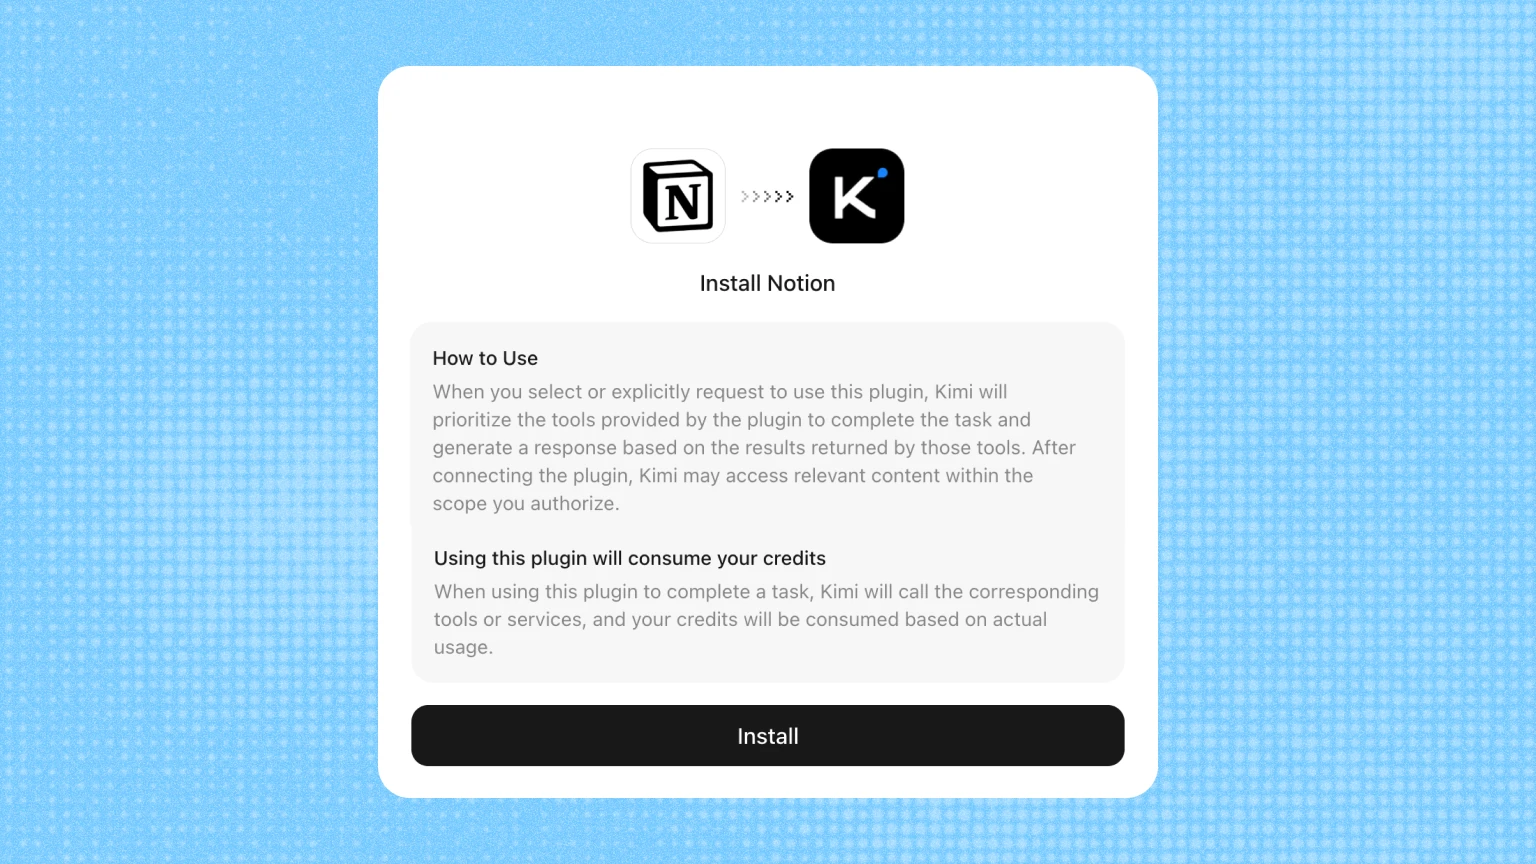 N
K
Install Notion
How to Use
When you select or explicitly request to use this plugin, Kimi will
prioritize the tools provided by the plugin to complete the task and
generate a response based on the results returned by those tools. After
connecting the plugin, Kimi may access relevant content within the
scope you authorize.
Using this plugin will consume your credits
When using this plugin to complete a task, Kimi will call the corresponding
tools or services, and your credits will be consumed based on actual
usage.
Install